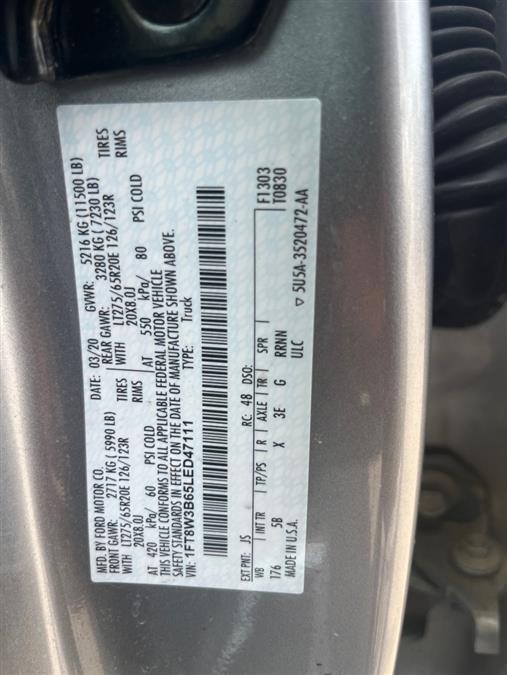 MFD. BY FORD MOTOR CO.
DATE: 03/20 GVWR: 5216 KG (11500 LB)
FRONT GAWR: 2717 KG (5990 LB) REAR GAWR: 3280 KG (7230 LB)
WITH LT275/65R20E 126/123R TIRES WITH LT275/65R20E 126/123R TIRES
20X8.0J RIMS 20X8.0J RIMS
AT 420 kPa/ 60 PSI COLD AT 550 kPa/ 80 PSI COLD
THIS VEHICLE CONFORMS TO ALL APPLICABLE FEDERAL MOTOR VEHICLE
SAFETY STANDARDS IN EFFECT ON THE DATE OF MANUFACTURE SHOWN ABOVE.
VIN: 1FT8W3B65LED47111 TYPE: Truck
F1303
T0830
EXT PNT: JS RC: 48 DSO:
WB INT TR TP/PS R AXLE TR SPR
176 5B X 3E G RRNN
ULC
MADE IN U.S.A. 5U5A-3520472-AA